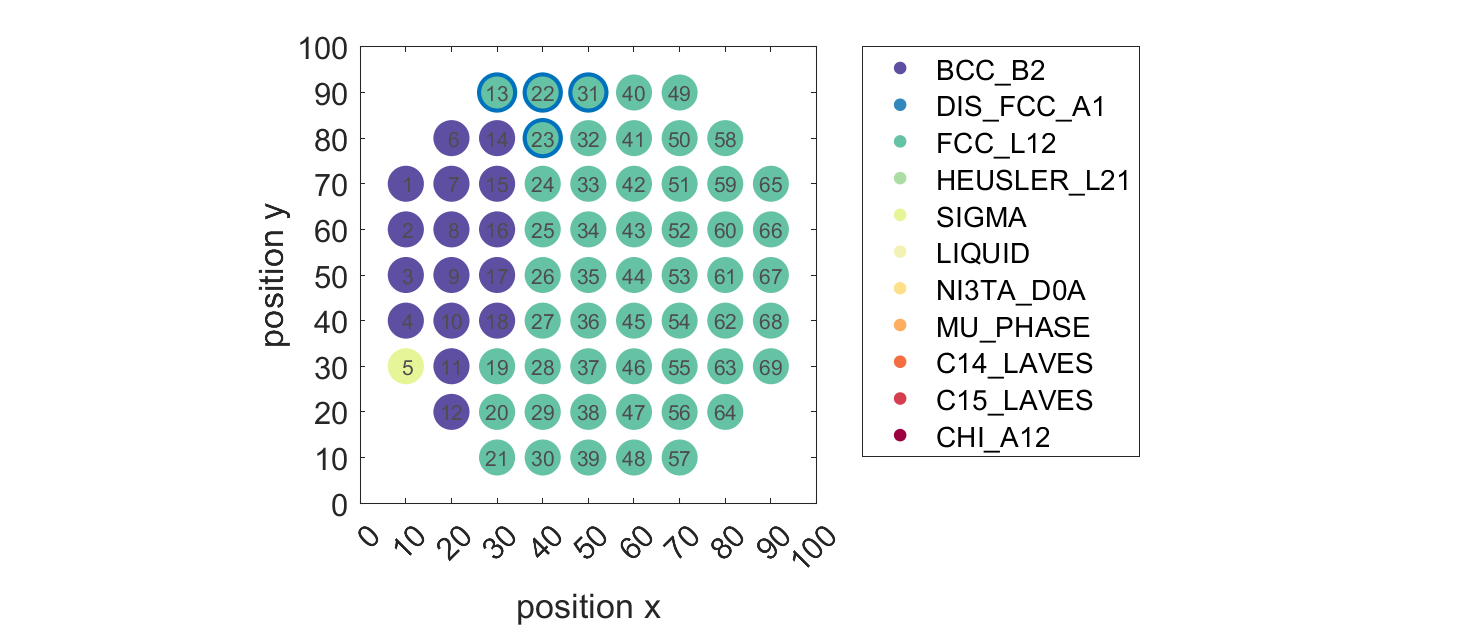 100
90
80
70
60
50
40
30
20
10
0
position y
13 22 31 40 49
6 14 23 32 41 50 58
1 7 15 24 33 42 51 59 65
2 8 16 25 34 43 52 60 66
3 9 17 26 35 44 53 61 67
4 10 18 27 36 45 54 62 68
5 11 19 28 37 46 55 63 69
12 20 29 38 47 56 64
21 30 39 48 57
0 10 20 30 40 50 60 70 80 90 100
position x
BCC_B2
DIS_FCC_A1
FCC_L12
HEUSLER_L21
SIGMA
LIQUID
NI3TA_D0A
MU_PHASE
C14_LAVES
C15_LAVES
CHI_A12